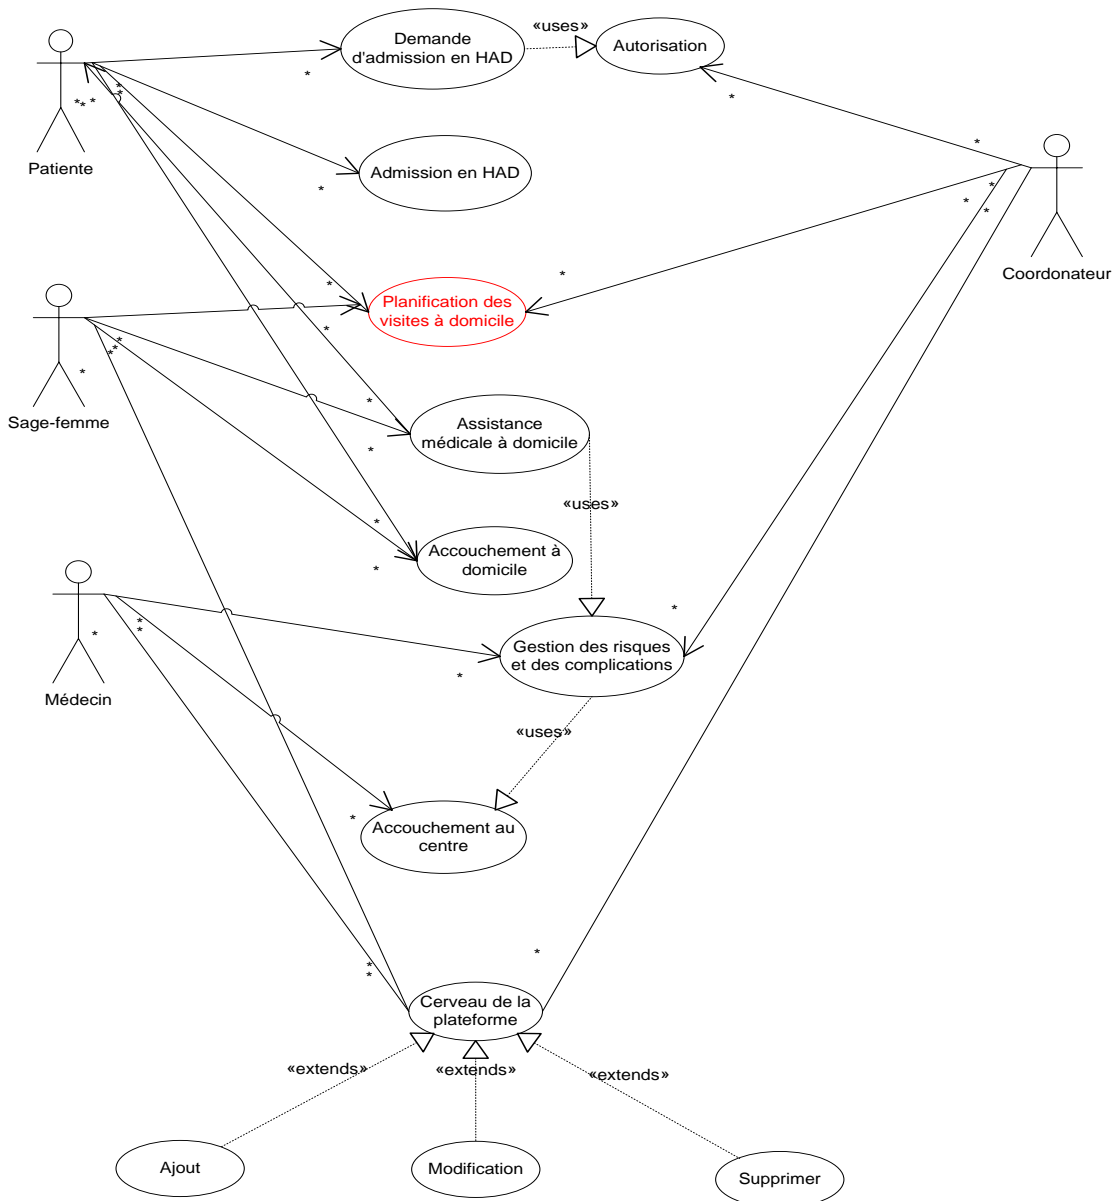 Demande
d'admission en HAD
«uses»
Autorisation
*
*
*
*
*
*
*
Patiente
Admission en HAD
*
*
Coordonateur
*
*
*
*
*
Planification des
visites à domicile
*
*
*
*
*
Sage-femme
*
Assistance
médicale à domicile
*
«uses»
*
Accouchement à
domicile
*
*
*
*
*
Gestion des risques
et des complications
*
Médecin
«uses»
*
Accouchement au
centre
*
*
*
Cerveau de la
plateforme
«extends»
«extends»
«extends»
Ajout
Modification
Supprimer